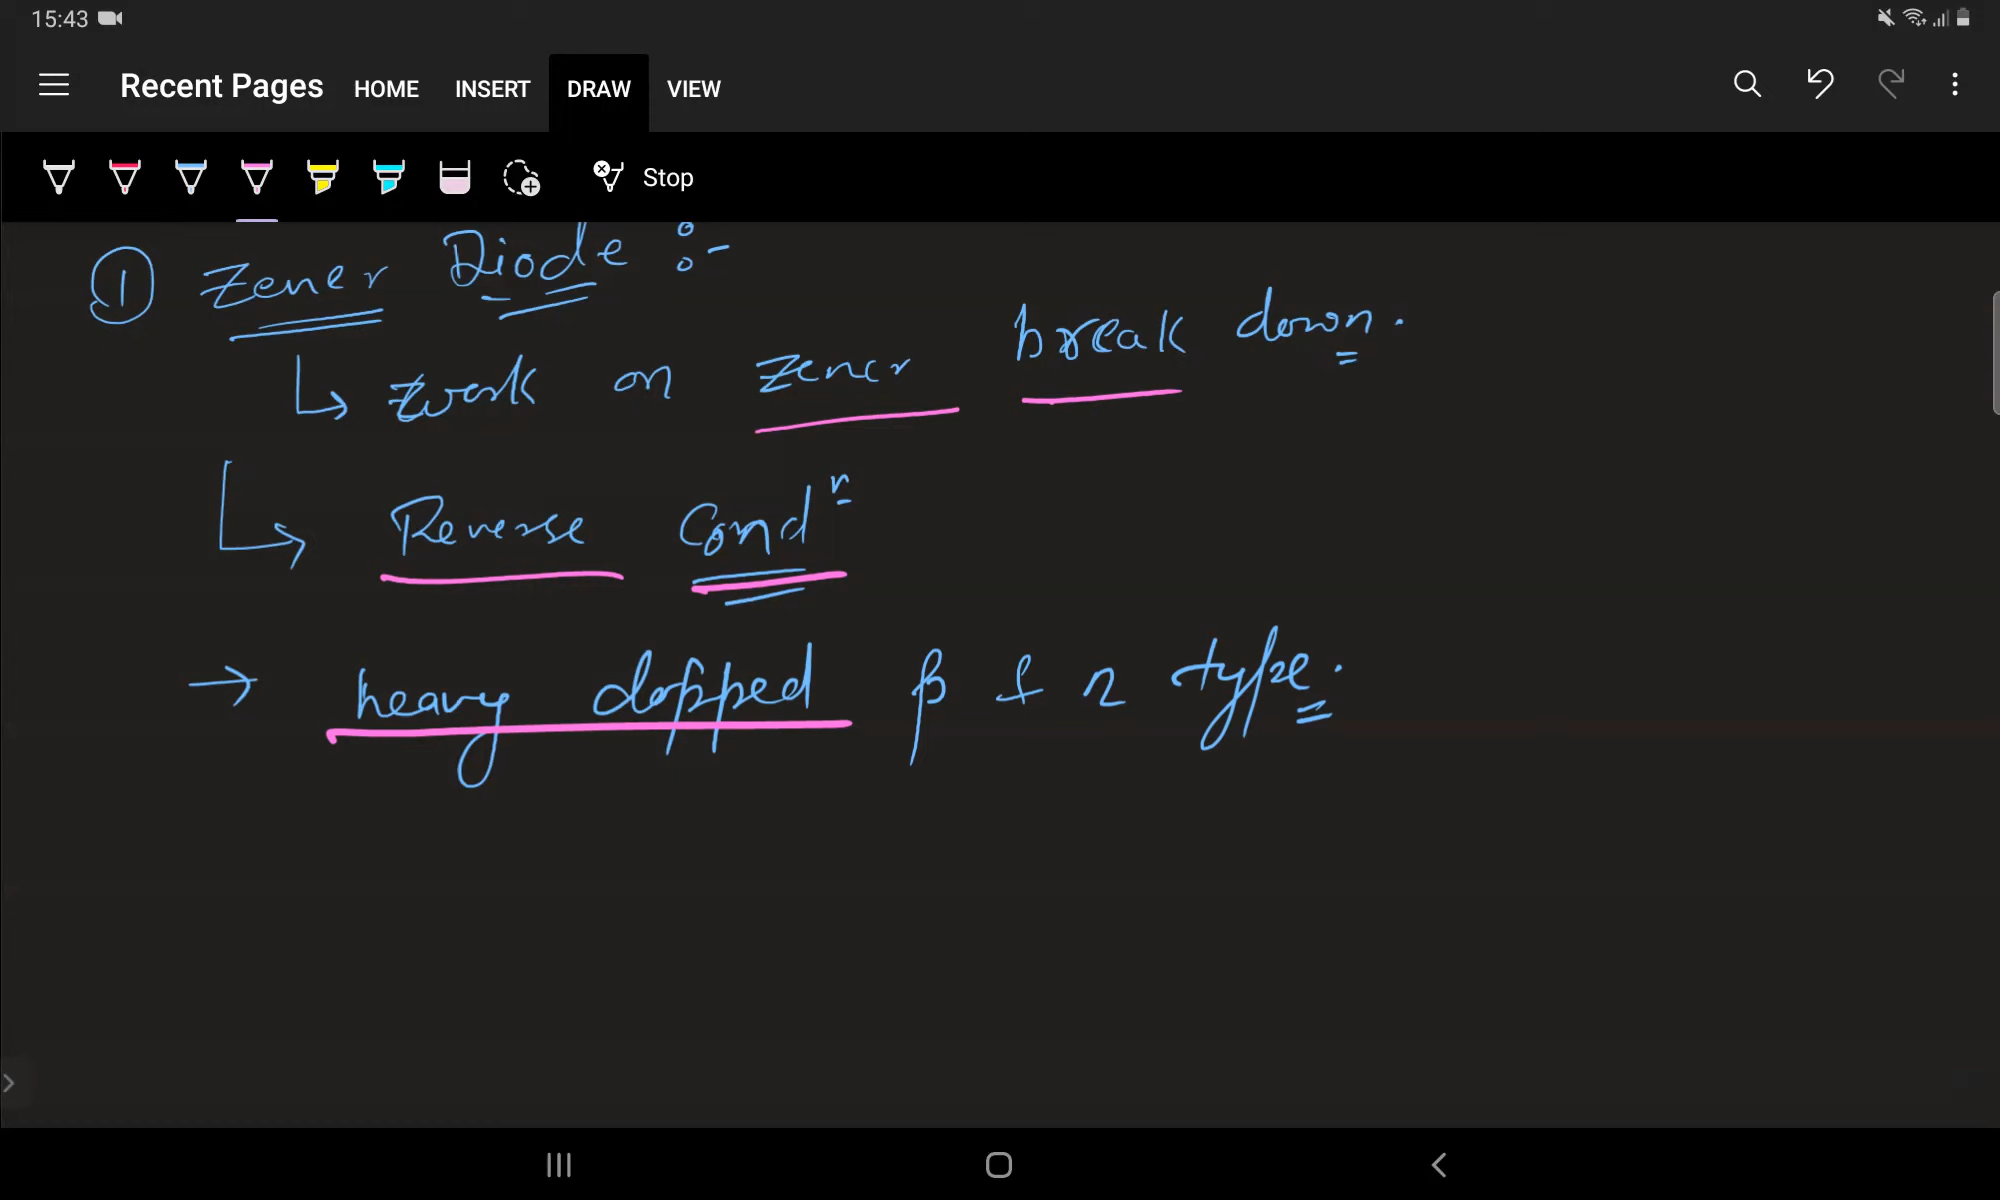 15:43
Recent Pages HOME INSERT DRAW VIEW
Stop
① Zener Diode :-
↳ work on Zener break down.
↳ Reverse Condⁿ
→ heavy dopped p & n type.